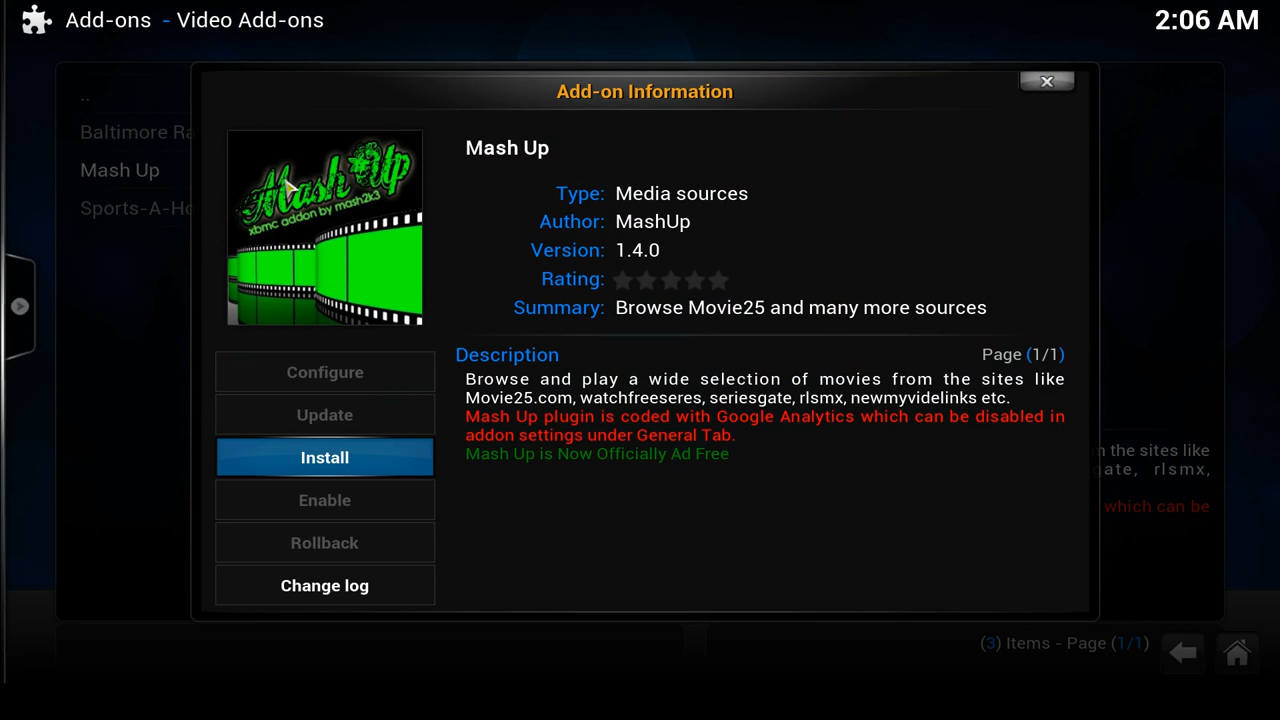 Add-ons - Video Add-ons
2:06 AM
Add-on Information
..
Baltimore Ra
Mash Up
Sports-A-Ho
Mash Up
xbmc addon by mash2k3
Mash Up
Type: Media sources
Author: MashUp
Version: 1.4.0
Rating:
Summary: Browse Movie25 and many more sources
Configure
Update
Install
Enable
Rollback
Change log
Description
Page (1/1)
Browse and play a wide selection of movies from the sites like
Movie25.com, watchfreeseres, seriesgate, rlsmx, newmyvidelinks etc.
Mash Up plugin is coded with Google Analytics which can be disabled in
addon settings under General Tab.
Mash Up is Now Officially Ad Free
m the sites like
gate, rlsmx,
which can be
(3) Items - Page (1/1)